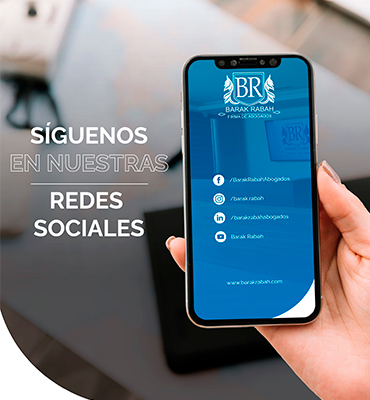 SÍGUENOS
EN NUESTRAS
REDES
SOCIALES
BR
BARAK RABAH
FIRMA DE ABOGADOS
/BarakRabahAbogados
/barak.rabah
/barakrabahabogados
Barak Rabah
www.barakrabah.com